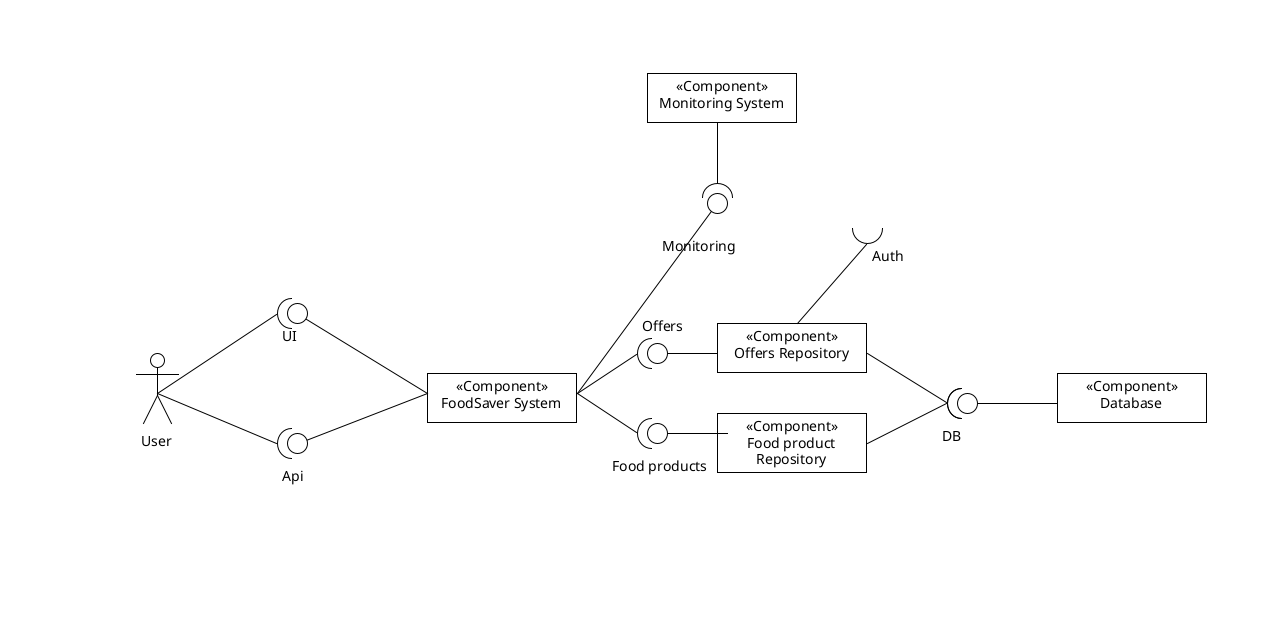 «Component»
Monitoring System
Monitoring
Auth
UI
Offers
«Component»
Offers Repository
User
«Component»
FoodSaver System
«Component»
Database
Api
Food products
«Component»
Food product
Repository
DB